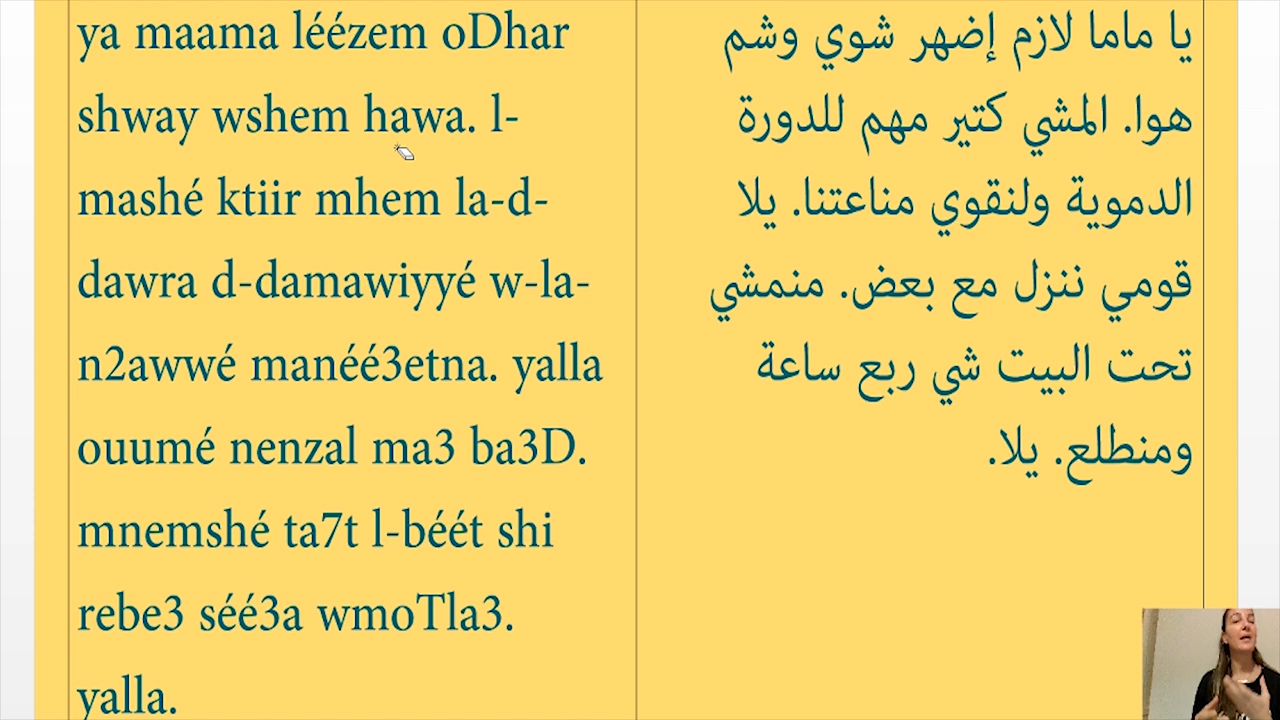 ya maama léézem oDhar
shway wshem hawa. l-
mashé ktiir mhem la-d-
dawra d-damawiyyé w-la-
n2awwé manéé3etna. yalla
ouumé nenzal ma3 ba3D.
mnemshé ta7t l-béét shi
rebe3 séé3a wmoTla3.
yalla.
يا ماما لازم إضهر شوي وشم
هوا. المشي كتير مهم للدورة
الدموية ولنقوي مناعتنا. يلا
قومي ننزل مع بعض. منمشي
تحت البيت شي ربع ساعة
ومنطلع. يلا.